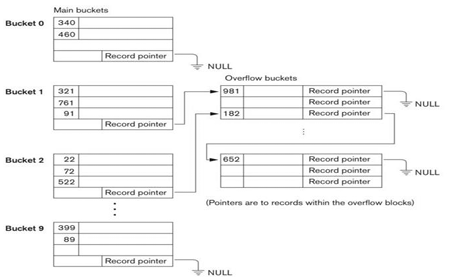 Main buckets
Bucket 0
340
460
Record pointer
NULL
Bucket 1
321
761
91
Record pointer
Overflow buckets
981 Record pointer
Record pointer
182 Record pointer
NULL
Bucket 2
22
72
522
Record pointer
652 Record pointer
Record pointer
Record pointer
NULL
(Pointers are to records within the overflow blocks)
Bucket 9
399
89
Record pointer
NULL